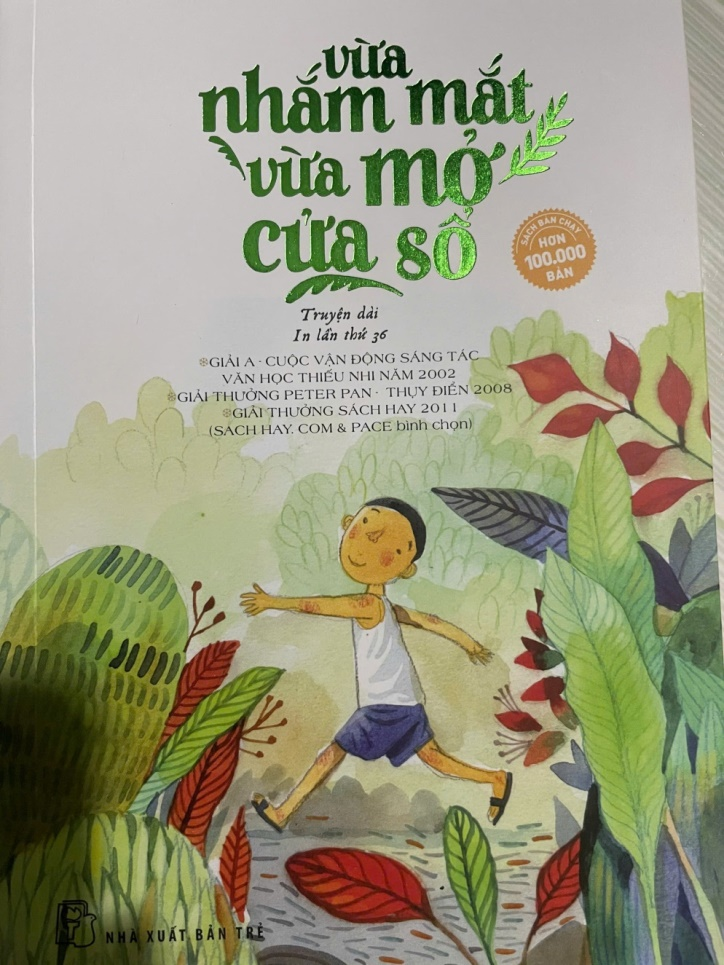 vừa
nhắm mắt
vừa mở
cửa sổ
SÁCH BÁN CHẠY
HƠN
100.000
BẢN
Truyện dài
In lần thứ 36
GIẢI A - CUỘC VẬN ĐỘNG SÁNG TÁC
VĂN HỌC THIẾU NHI NĂM 2002
GIẢI THƯỞNG PETER PAN - THỤY ĐIỂN 2008
GIẢI THƯỞNG SÁCH HAY 2011
(SÁCH HAY. COM & PACE bình chọn)
NHÀ XUẤT BẢN TRẺ